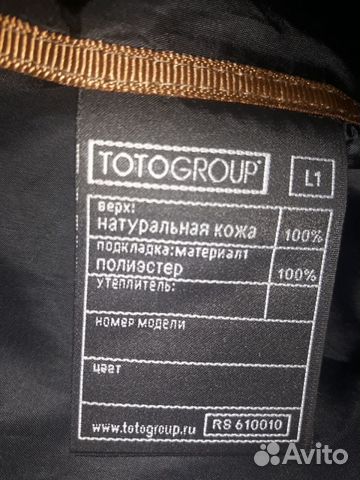 TOTOGROUP
L1
верх:
натуральная кожа 100%
подкладка: материал1
полиэстер 100%
утеплитель:
номер модели
цвет
www.totogroup.ru RS 610010
Avito